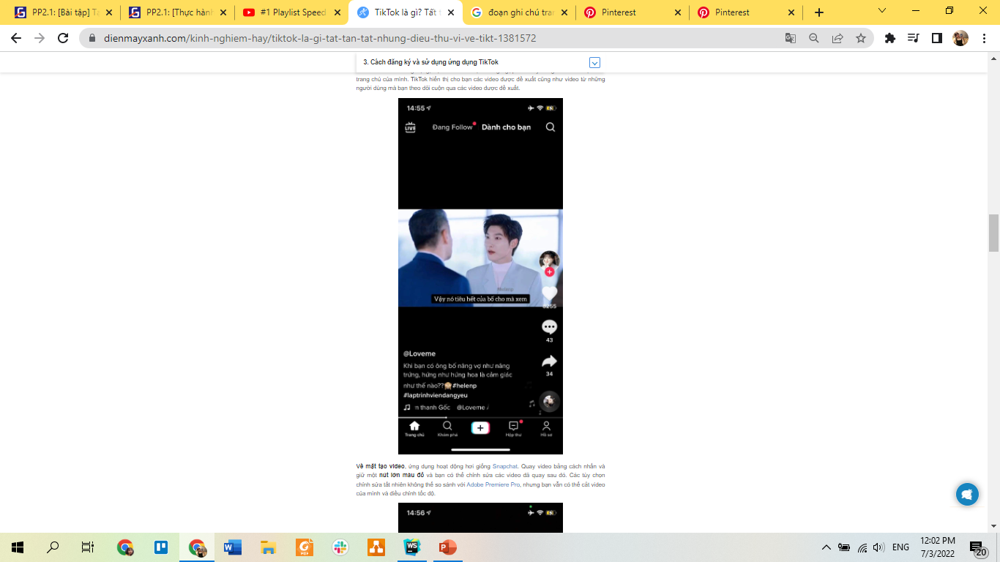 PP2.1: [Bài tập] Tạ
PP2.1: [Thực hành
#1 Playlist Speed
TikTok là gì? Tất t
đoạn ghi chú trar
Pinterest
Pinterest
dienmayxanh.com/kinh-nghiem-hay/tiktok-la-gi-tat-tan-tat-nhung-dieu-thu-vi-ve-tikt-1381572
3. Cách đăng ký và sử dụng ứng dụng TikTok
trang chủ của mình. TikTok hiển thị cho bạn các video được đề xuất cũng như video từ những
người dùng mà bạn theo dõi cuộn qua các video được đề xuất.
14:55
LIVE
Đang Follow
Dành cho bạn
Vậy nó tiêu hết của bố cho mà xem
8255
43
@Loveme
Khi bạn có ông bố nâng vợ như nâng
trứng, hứng như hứng hoa là cảm giác
34
như thế nào??🙈#helenp
#laptrinhviendangyeu
m thanh Gốc @Loveme
Trang chủ
Khám phá
Hộp thư
Hồ sơ
Về mặt tạo video, ứng dụng hoạt động hơi giống Snapchat. Quay video bằng cách nhấn và
giữ một nút lớn màu đỏ và bạn có thể chỉnh sửa các video đã quay sau đó. Các tùy chọn
chỉnh sửa tất nhiên không thể so sánh với Adobe Premiere Pro, nhưng bạn vẫn có thể cắt video
của mình và điều chỉnh tốc độ.
14:56
ENG
12:02 PM
7/3/2022
20